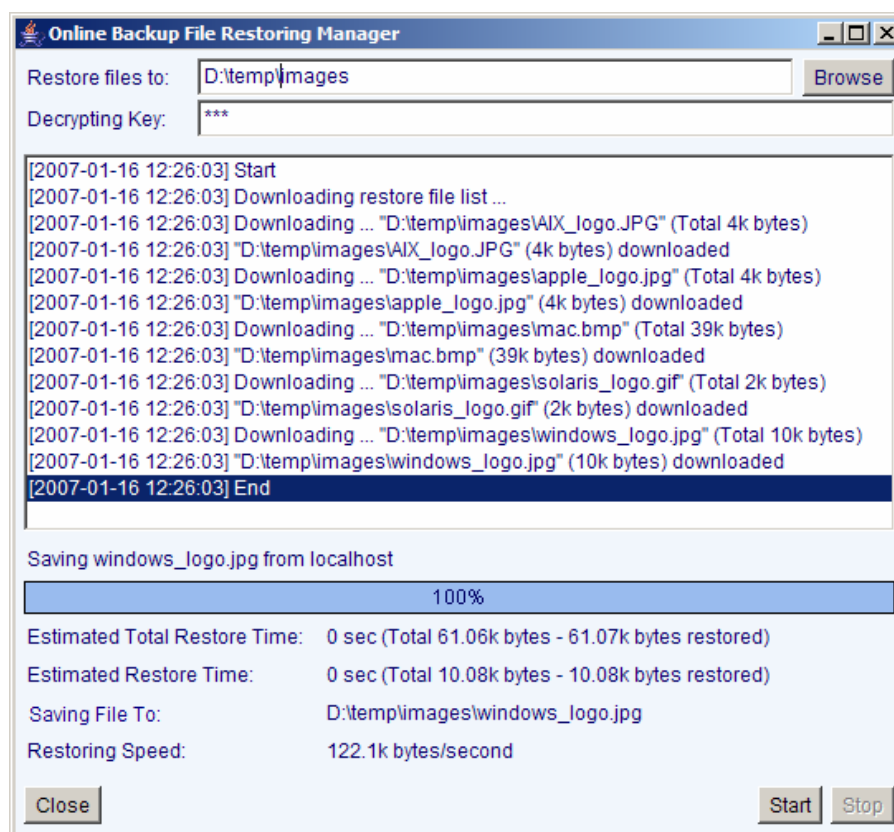 Online Backup File Restoring Manager
Restore files to: D:\temp\images Browse
Decrypting Key: ***
[2007-01-16 12:26:03] Start
[2007-01-16 12:26:03] Downloading restore file list ...
[2007-01-16 12:26:03] Downloading ... "D:\temp\images\AIX_logo.JPG" (Total 4k bytes)
[2007-01-16 12:26:03] "D:\temp\images\AIX_logo.JPG" (4k bytes) downloaded
[2007-01-16 12:26:03] Downloading ... "D:\temp\images\apple_logo.jpg" (Total 4k bytes)
[2007-01-16 12:26:03] "D:\temp\images\apple_logo.jpg" (4k bytes) downloaded
[2007-01-16 12:26:03] Downloading ... "D:\temp\images\mac.bmp" (Total 39k bytes)
[2007-01-16 12:26:03] "D:\temp\images\mac.bmp" (39k bytes) downloaded
[2007-01-16 12:26:03] Downloading ... "D:\temp\images\solaris_logo.gif" (Total 2k bytes)
[2007-01-16 12:26:03] "D:\temp\images\solaris_logo.gif" (2k bytes) downloaded
[2007-01-16 12:26:03] Downloading ... "D:\temp\images\windows_logo.jpg" (Total 10k bytes)
[2007-01-16 12:26:03] "D:\temp\images\windows_logo.jpg" (10k bytes) downloaded
[2007-01-16 12:26:03] End
Saving windows_logo.jpg from localhost
100%
Estimated Total Restore Time: 0 sec (Total 61.06k bytes - 61.07k bytes restored)
Estimated Restore Time: 0 sec (Total 10.08k bytes - 10.08k bytes restored)
Saving File To: D:\temp\images\windows_logo.jpg
Restoring Speed: 122.1k bytes/second
Close Start Stop